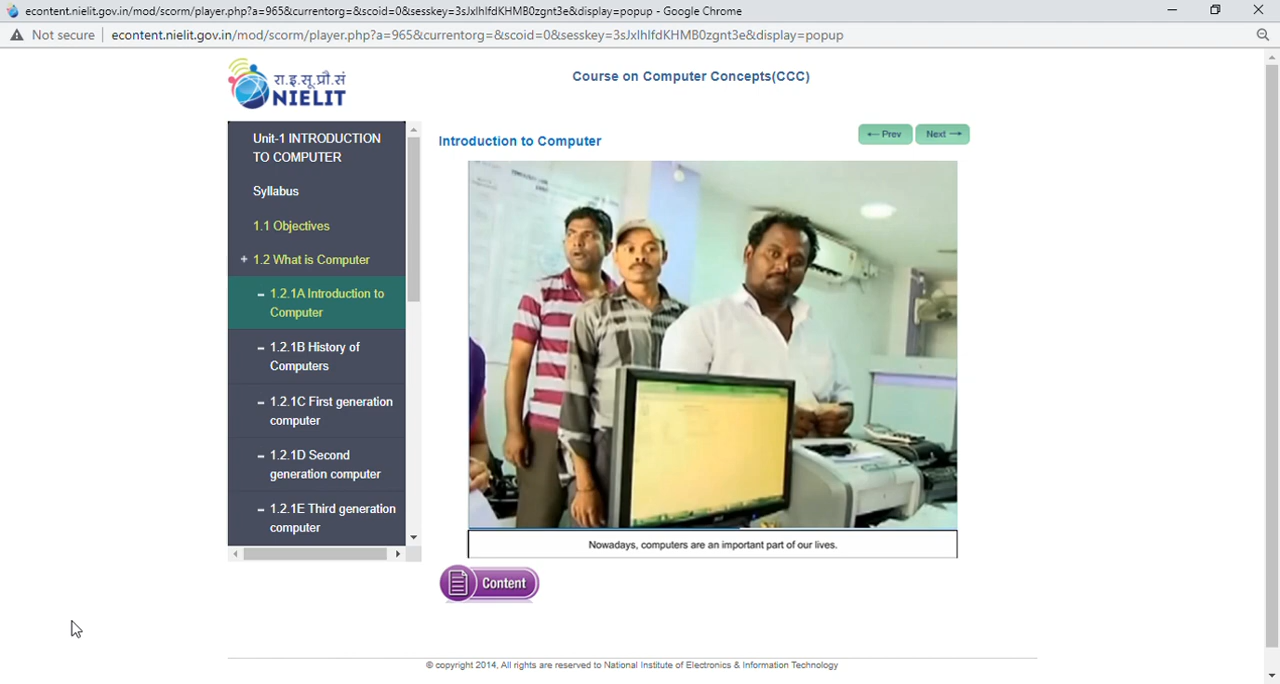 econtent.nielit.gov.in/mod/scorm/player.php?a=965&currentorg=&scoid=0&sesskey=3sJxlhlfdKHMB0zgnt3e&display=popup - Google Chrome
Not secure
econtent.nielit.gov.in/mod/scorm/player.php?a=965&currentorg=&scoid=0&sesskey=3sJxlhlfdKHMB0zgnt3e&display=popup
रा.इ.सू.प्रौ.सं
NIELIT
Course on Computer Concepts(CCC)
Unit-1 INTRODUCTION
TO COMPUTER
Syllabus
1.1 Objectives
+ 1.2 What is Computer
– 1.2.1A Introduction to
Computer
– 1.2.1B History of
Computers
– 1.2.1C First generation
computer
– 1.2.1D Second
generation computer
– 1.2.1E Third generation
computer
Introduction to Computer
← Prev
Next →
Nowadays, computers are an important part of our lives.
Content
© copyright 2014, All rights are reserved to National Institute of Electronics & Information Technology